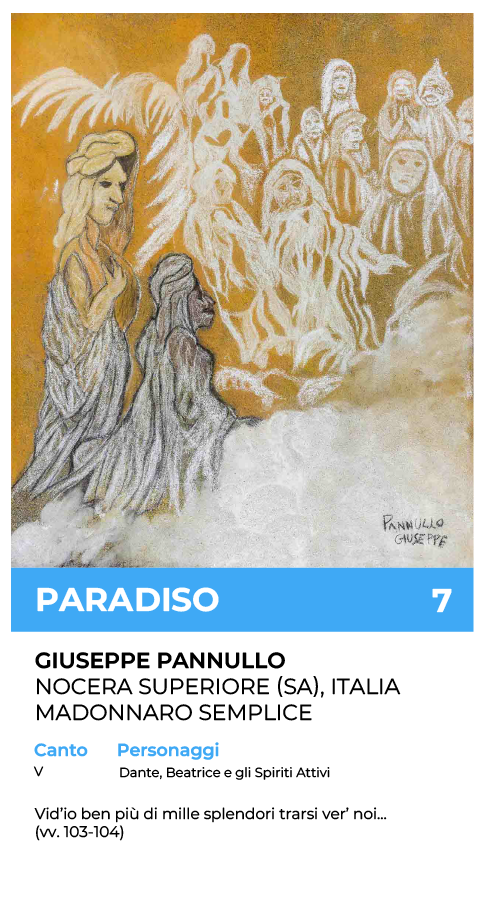 PANNULLO
GIUSEPPE
PARADISO 7
GIUSEPPE PANNULLO
NOCERA SUPERIORE (SA), ITALIA
MADONNARO SEMPLICE
Canto Personaggi
V Dante, Beatrice e gli Spiriti Attivi
Vid’io ben più di mille splendori trarsi ver’ noi...
(vv. 103-104)